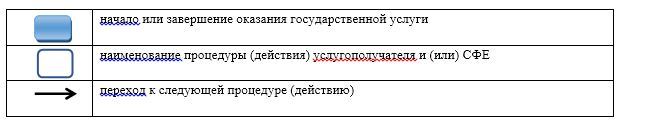 начало или завершение оказания государственной услуги
наименование процедуры (действия) услугополучателя и (или) СФЕ
переход к следующей процедуре (действию)